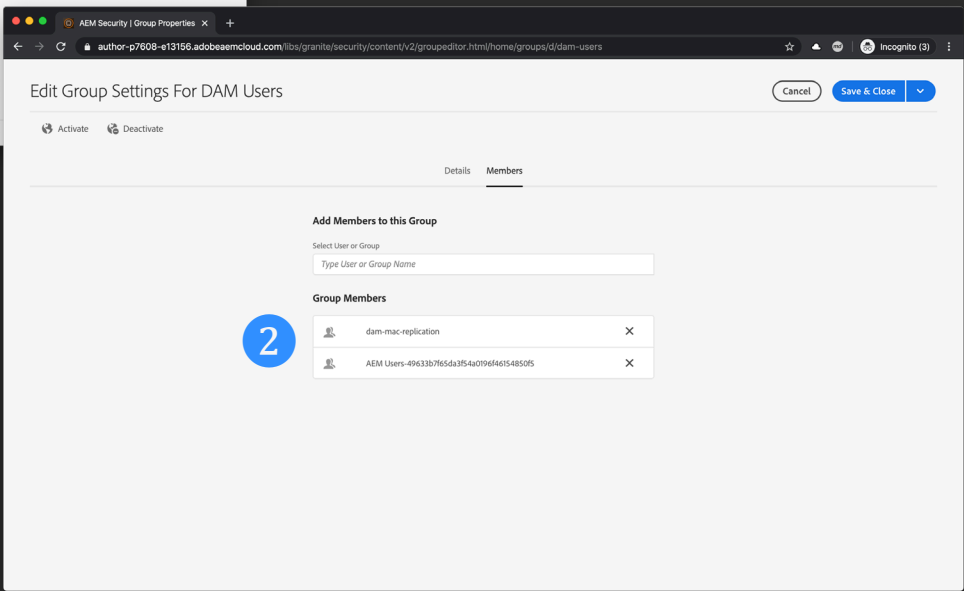 AEM Security | Group Properties
author-p7608-e13156.adobeaemcloud.com/libs/granite/security/content/v2/groupeditor.html/home/groups/d/dam-users
Incognito (3)
Edit Group Settings For DAM Users
Cancel
Save & Close
Activate
Deactivate
Details
Members
Add Members to this Group
Select User or Group
Type User or Group Name
Group Members
2
dam-mac-replication
AEM Users-49633b7f65da3f54a0196f46154850f5